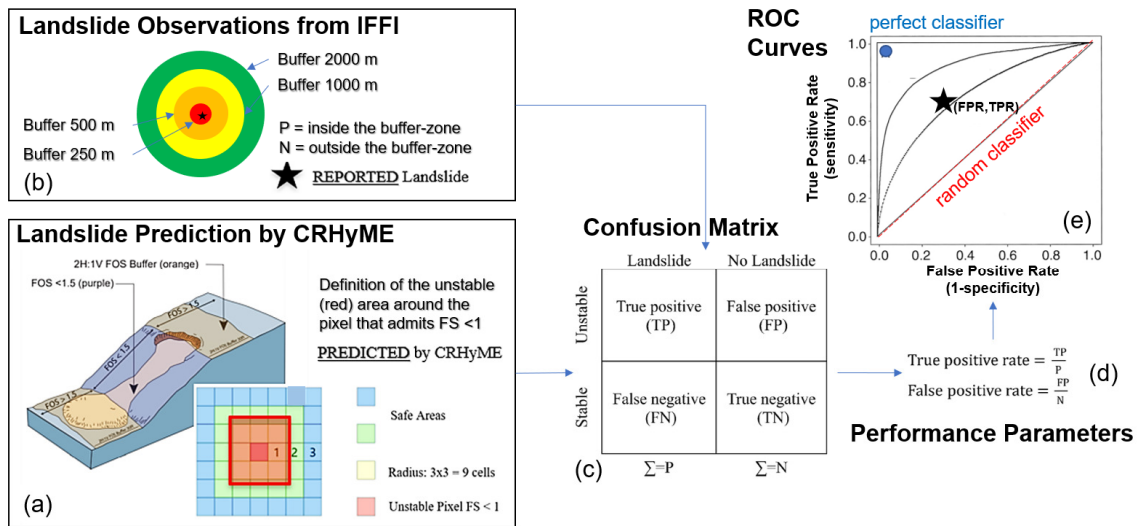 Landslide Observations from IFFI
Buffer 2000 m
Buffer 1000 m
Buffer 500 m
Buffer 250 m
P = inside the buffer-zone
N = outside the buffer-zone
REPORTED Landslide
(b)
Landslide Prediction by CRHyME
2H:1V FOS Buffer (orange)
FOS <1.5 (purple)
FOS > 1.5
FOS < 1.5
FOS > 1.5
Definition of the unstable
(red) area around the
pixel that admits FS <1
PREDICTED by CRHyME
1 2 3
Safe Areas
Radius: 3x3 = 9 cells
Unstable Pixel FS < 1
(a)
Confusion Matrix
Landslide No Landslide
Unstable
True positive
(TP)
False positive
(FP)
Stable
False negative
(FN)
True negative
(TN)
(c)
∑=P ∑=N
True positive rate = TP/P
False positive rate = FP/N
(d)
Performance Parameters
ROC
Curves
perfect classifier
True Positive Rate
(sensitivity)
1.0
0.8
0.6
0.4
0.2
0.0
(FPR,TPR)
random classifier
(e)
0.0 0.2 0.4 0.6 0.8 1.0
False Positive Rate
(1-specificity)